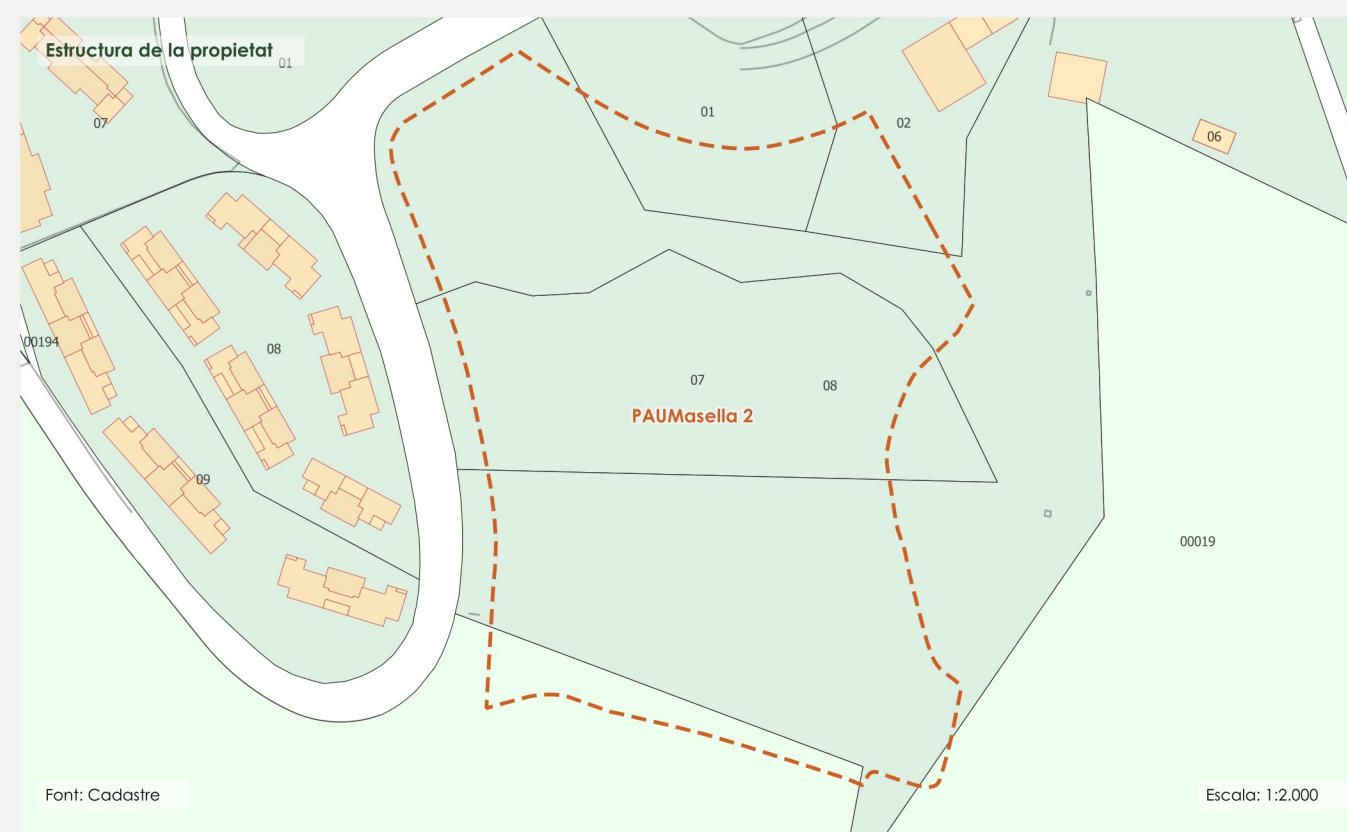 Estructura de la propietat
01
07
01
02
06
00194
08
07
08
PAUMasella 2
09
00019
Font: Cadastre
Escala: 1:2.000